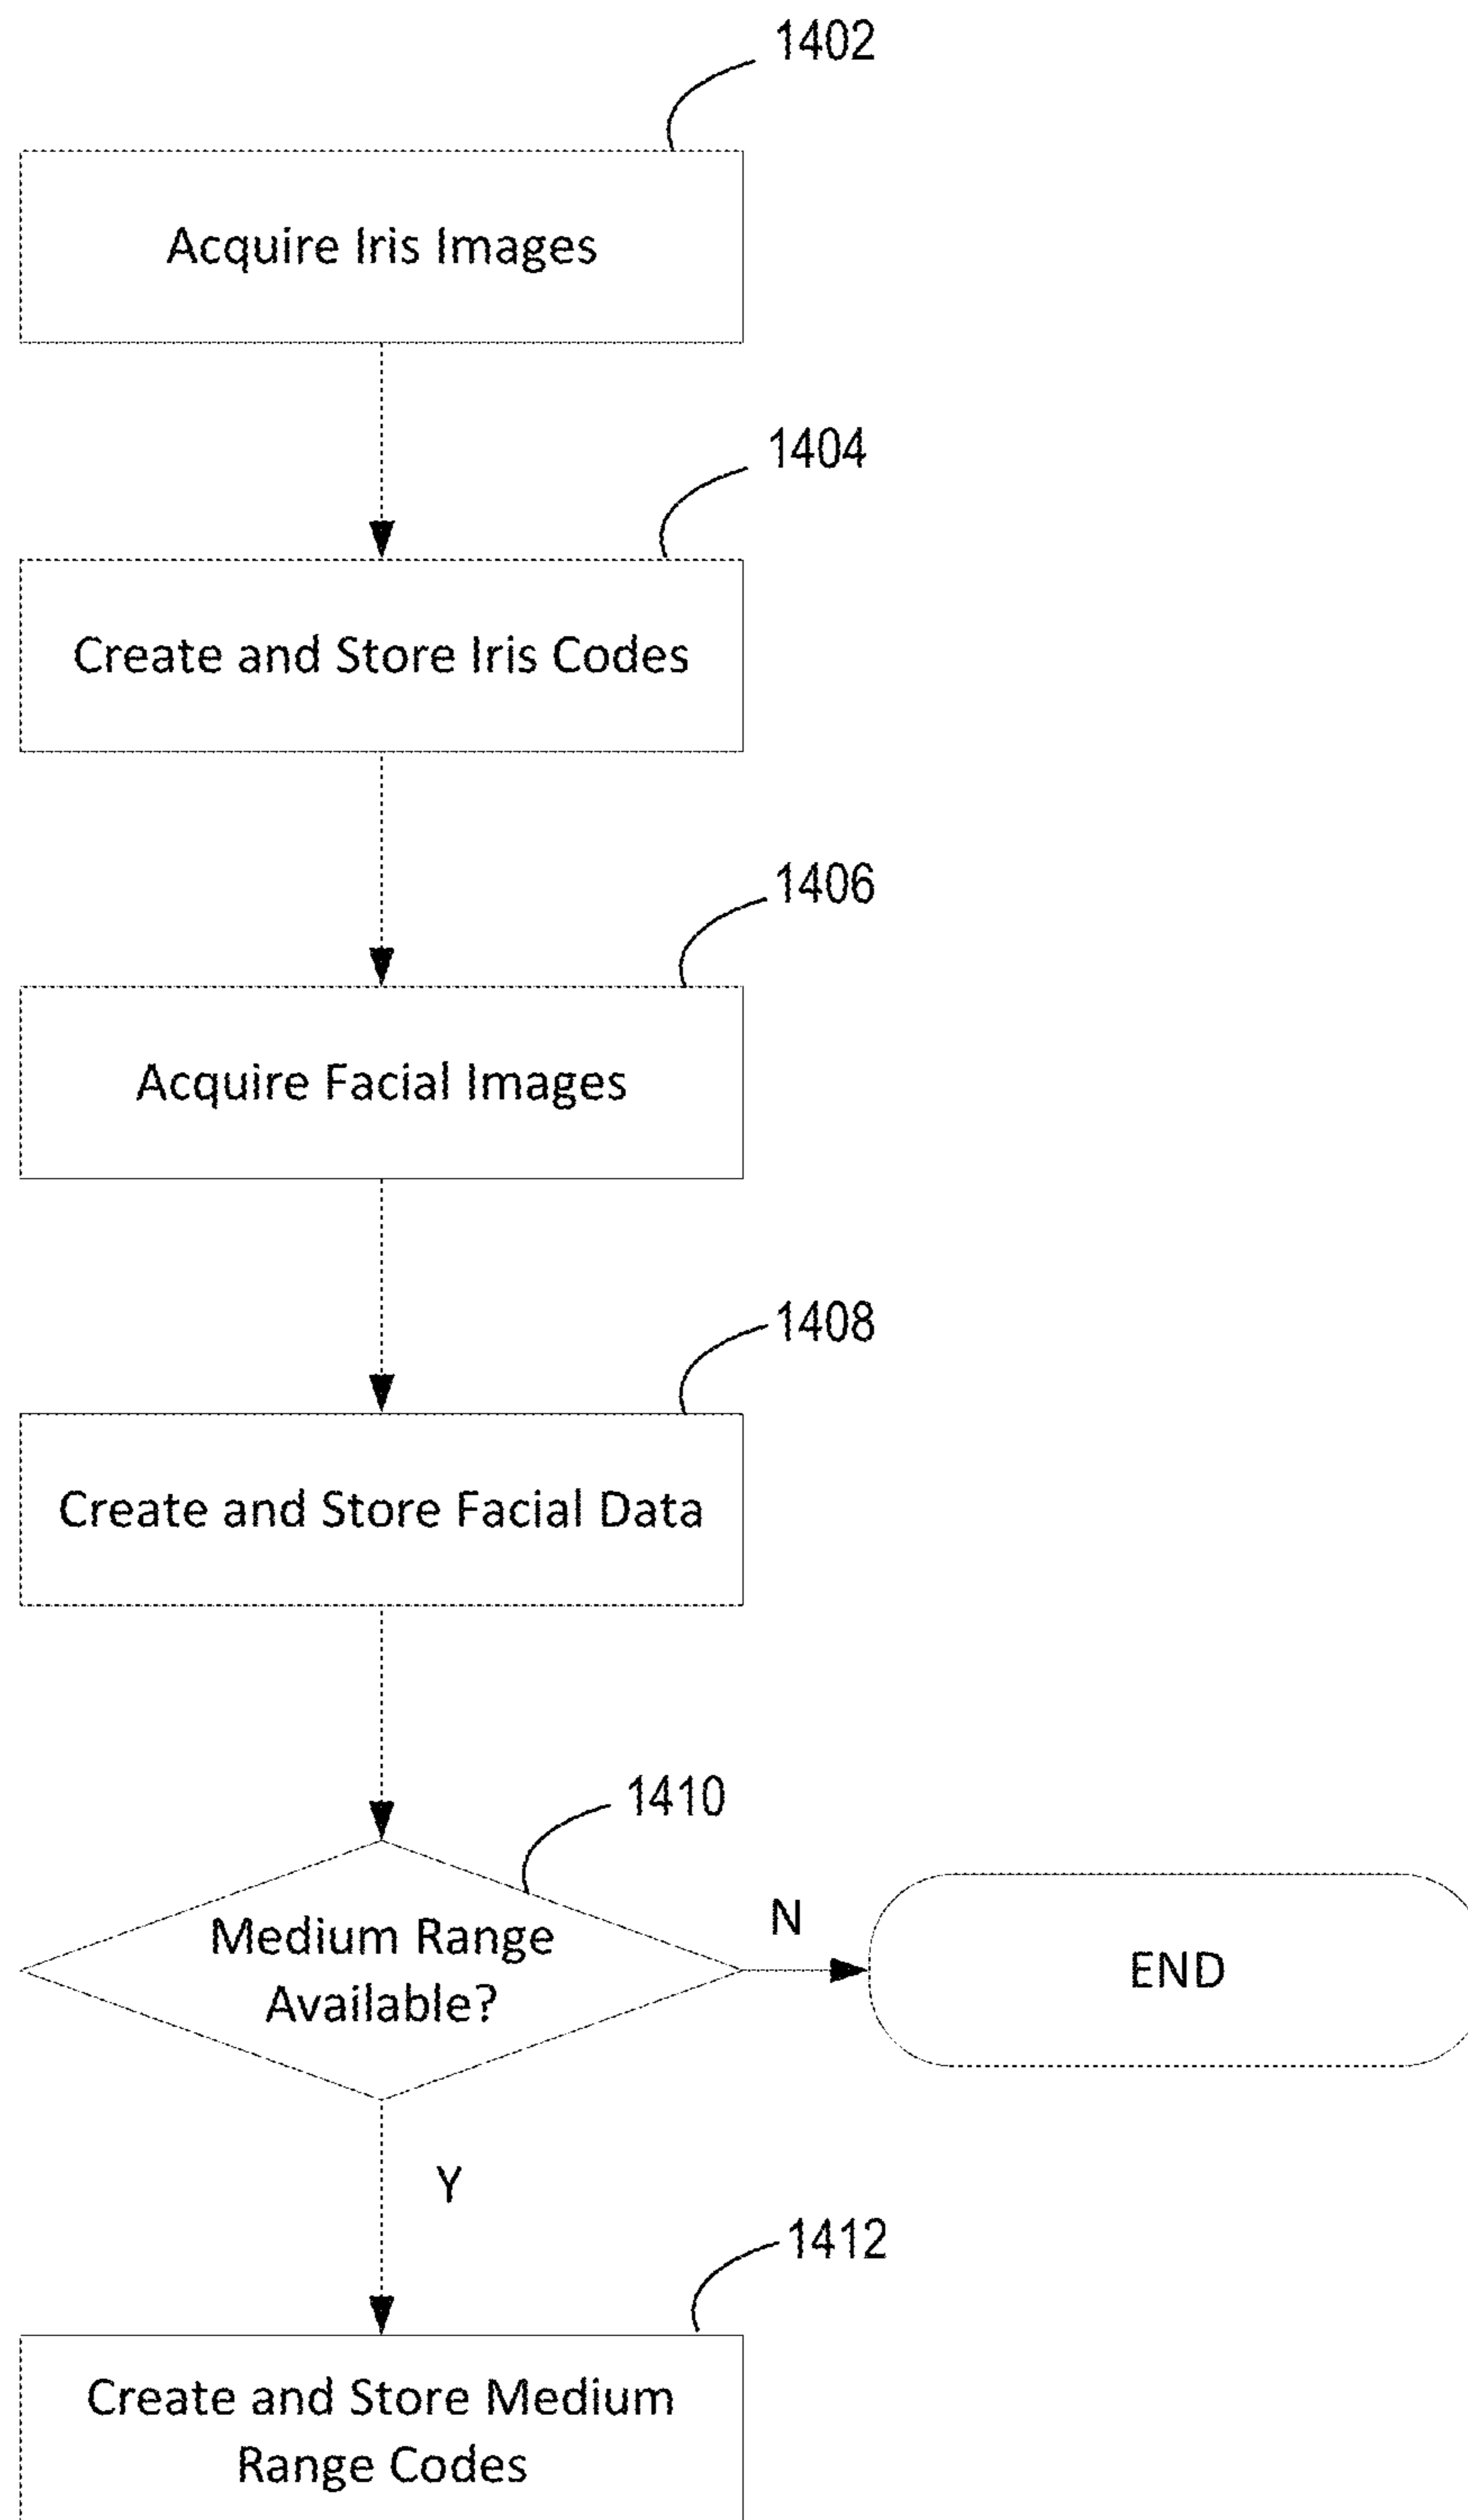 1402
Acquire Iris Images
1404
Create and Store Iris Codes
1406
Acquire Facial Images
1408
Create and Store Facial Data
1410
Medium Range
Available?
N
END
Y
1412
Create and Store Medium
Range Codes